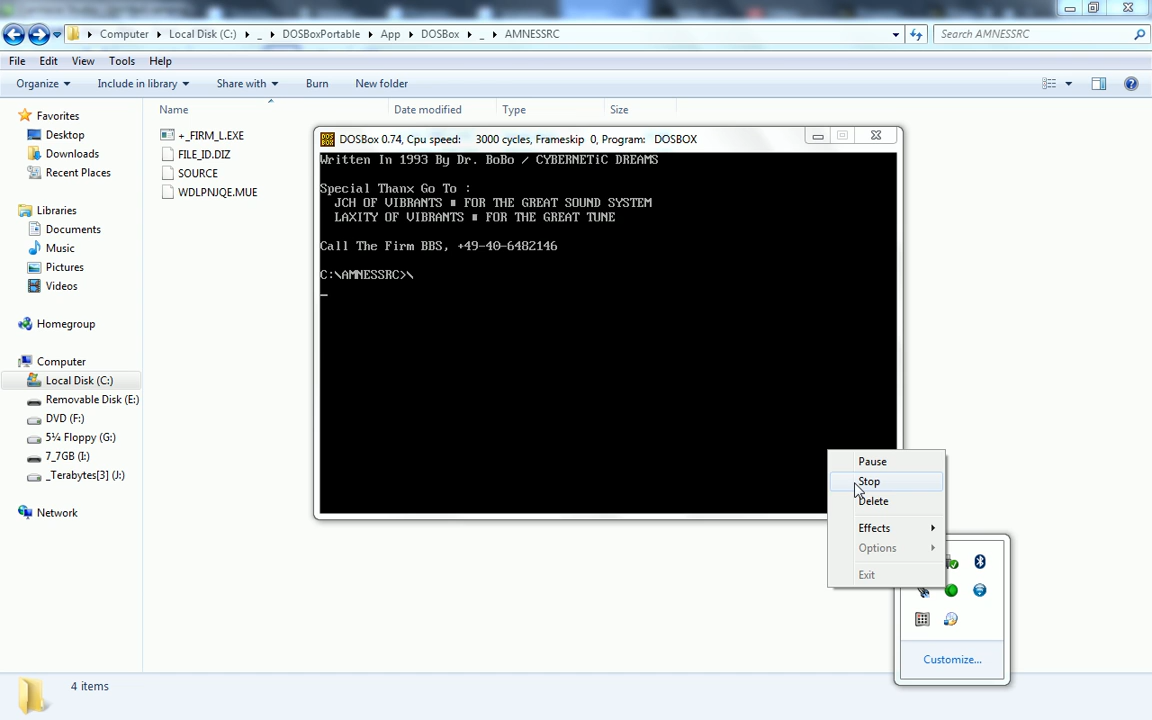 Computer ▸ Local Disk (C:) ▸ _ ▸ DOSBoxPortable ▸ App ▸ DOSBox ▸ _ ▸ AMNESSRC
Search AMNESSRC
File Edit View Tools Help
Organize Include in library Share with Burn New folder
Favorites
Desktop
Downloads
Recent Places
Libraries
Documents
Music
Pictures
Videos
Homegroup
Computer
Local Disk (C:)
Removable Disk (E:)
DVD (F:)
5¼ Floppy (G:)
7_7GB (I:)
_Terabytes[3] (J:)
Network
Name Date modified Type Size
+_FIRM_L.EXE
FILE_ID.DIZ
SOURCE
WDLPNJQE.MUE
DOSBox 0.74, Cpu speed: 3000 cycles, Frameskip 0, Program: DOSBOX
Written In 1993 By Dr. BoBo / CYBERNETiC DREAMS
Special Thanx Go To :
JCH OF VIBRANTS ■ FOR THE GREAT SOUND SYSTEM
LAXITY OF VIBRANTS ■ FOR THE GREAT TUNE
Call The Firm BBS, +49-40-6482146
C:\AMNESSRC>\
_
Pause
Stop
Delete
Effects
Options
Exit
Customize...
4 items